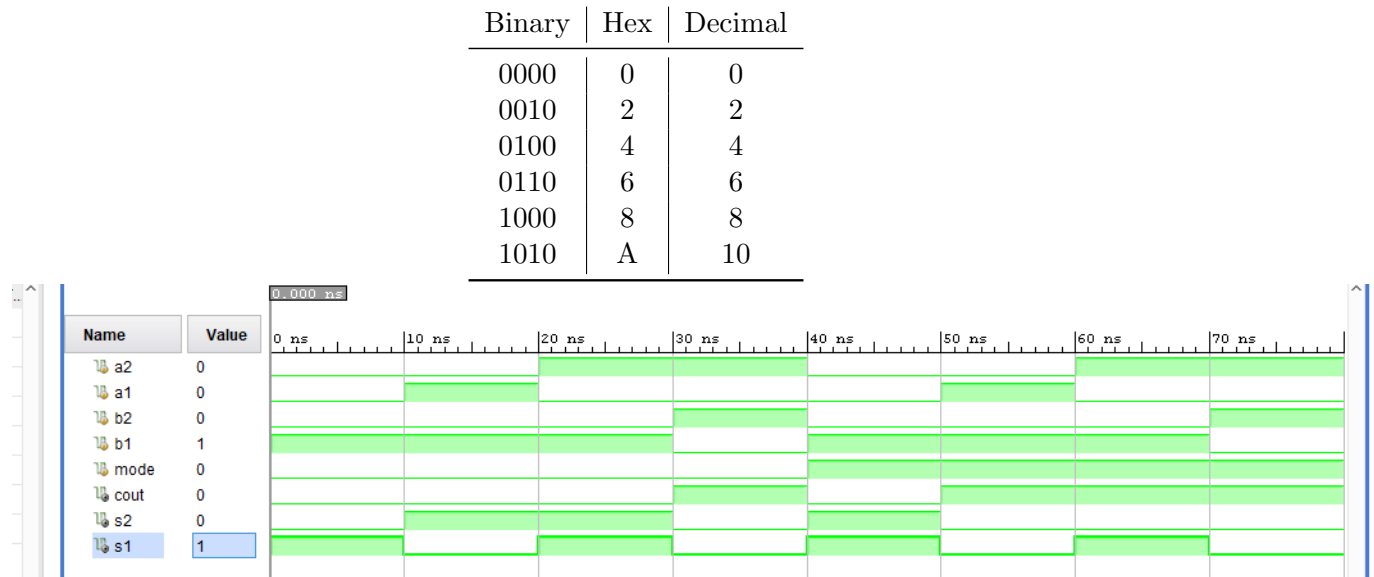 Binary Hex Decimal
0000 0 0
0010 2 2
0100 4 4
0110 6 6
1000 8 8
1010 A 10
0.000 ns
..
Name Value 0 ns 10 ns 20 ns 30 ns 40 ns 50 ns 60 ns 70 ns
a2 0
a1 0
b2 0
b1 1
mode 0
cout 0
s2 0
s1 1